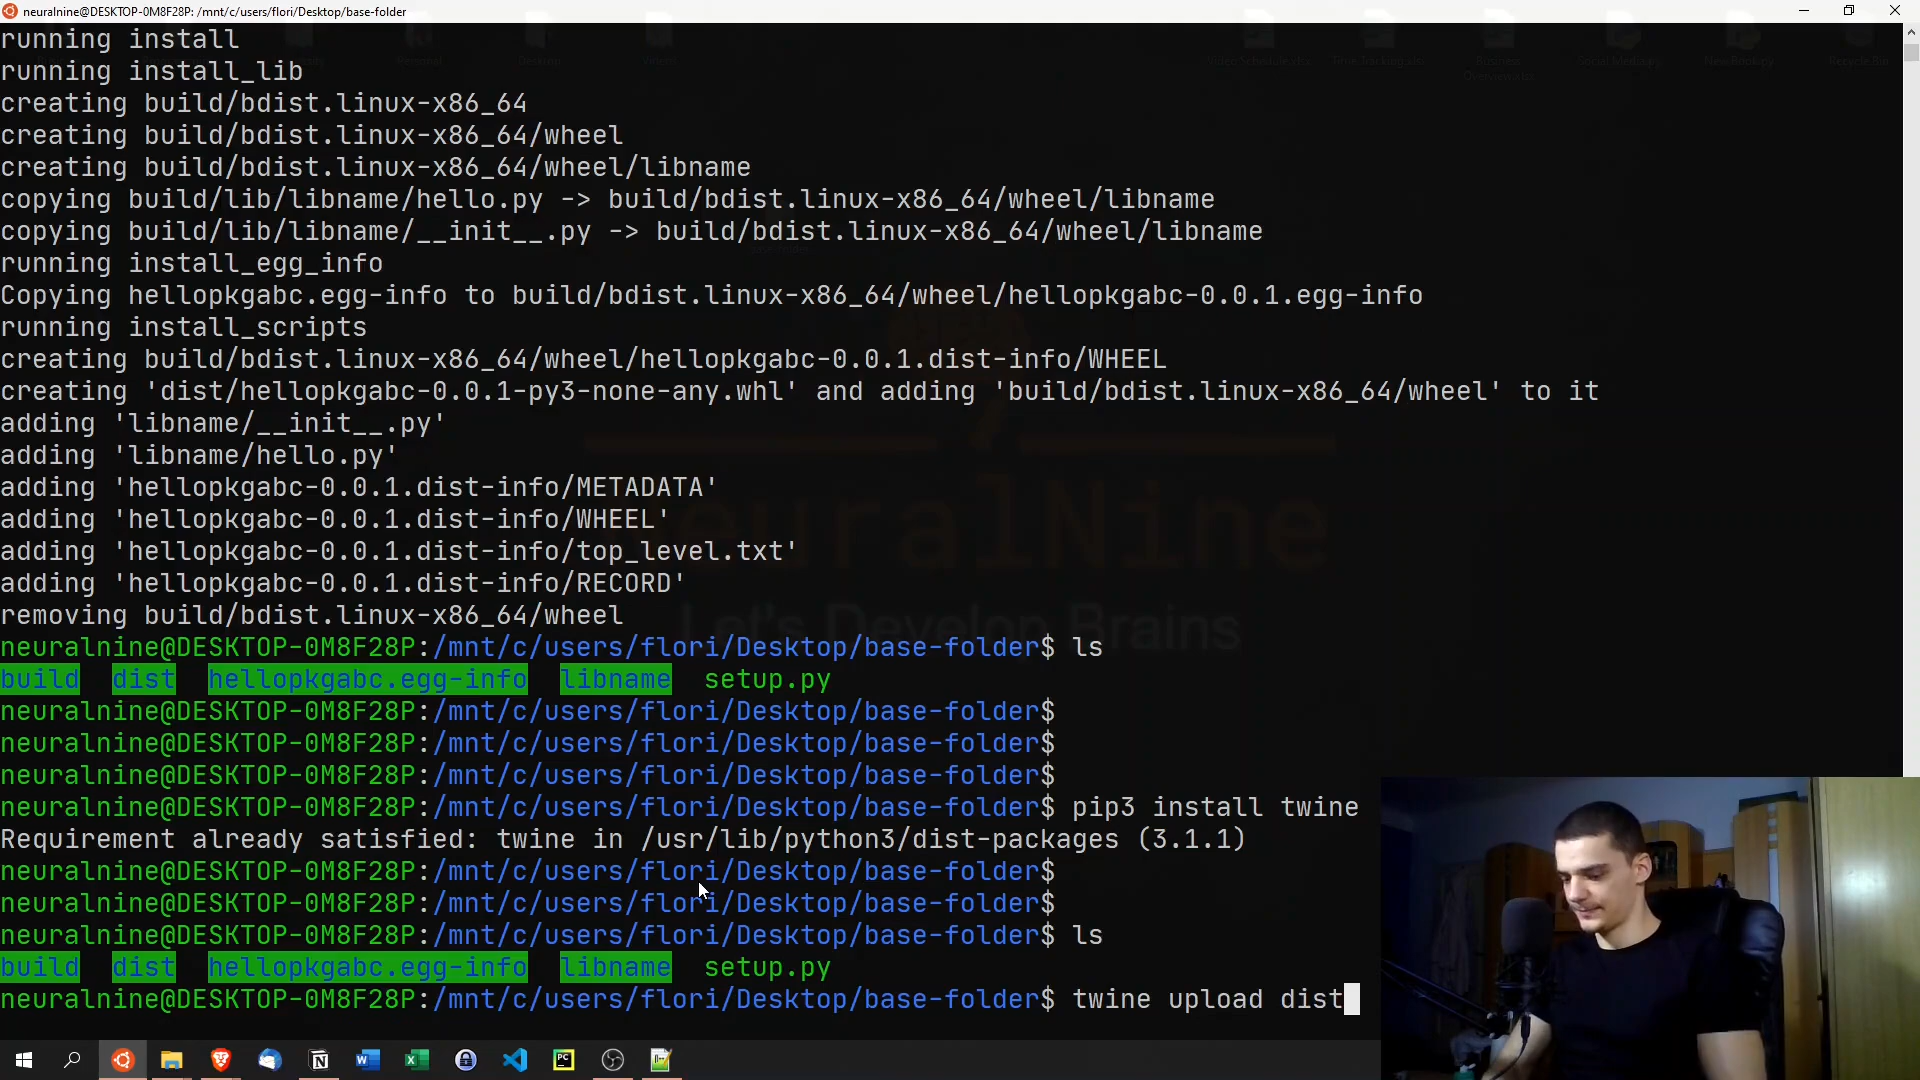 neuralnine@DESKTOP-0M8F28P: /mnt/c/users/flori/Desktop/base-folder
running install
running install_lib
creating build/bdist.linux-x86_64
creating build/bdist.linux-x86_64/wheel
creating build/bdist.linux-x86_64/wheel/libname
copying build/lib/libname/hello.py -> build/bdist.linux-x86_64/wheel/libname
copying build/lib/libname/__init__.py -> build/bdist.linux-x86_64/wheel/libname
running install_egg_info
Copying hellopkgabc.egg-info to build/bdist.linux-x86_64/wheel/hellopkgabc-0.0.1.egg-info
running install_scripts
creating build/bdist.linux-x86_64/wheel/hellopkgabc-0.0.1.dist-info/WHEEL
creating 'dist/hellopkgabc-0.0.1-py3-none-any.whl' and adding 'build/bdist.linux-x86_64/wheel' to it
adding 'libname/__init__.py'
adding 'libname/hello.py'
adding 'hellopkgabc-0.0.1.dist-info/METADATA'
adding 'hellopkgabc-0.0.1.dist-info/WHEEL'
adding 'hellopkgabc-0.0.1.dist-info/top_level.txt'
adding 'hellopkgabc-0.0.1.dist-info/RECORD'
removing build/bdist.linux-x86_64/wheel
NeuralNine
Let's Develop Brains
neuralnine@DESKTOP-0M8F28P:/mnt/c/users/flori/Desktop/base-folder$ ls
build dist hellopkgabc.egg-info libname setup.py
neuralnine@DESKTOP-0M8F28P:/mnt/c/users/flori/Desktop/base-folder$
neuralnine@DESKTOP-0M8F28P:/mnt/c/users/flori/Desktop/base-folder$
neuralnine@DESKTOP-0M8F28P:/mnt/c/users/flori/Desktop/base-folder$
neuralnine@DESKTOP-0M8F28P:/mnt/c/users/flori/Desktop/base-folder$ pip3 install twine
Requirement already satisfied: twine in /usr/lib/python3/dist-packages (3.1.1)
neuralnine@DESKTOP-0M8F28P:/mnt/c/users/flori/Desktop/base-folder$
neuralnine@DESKTOP-0M8F28P:/mnt/c/users/flori/Desktop/base-folder$
neuralnine@DESKTOP-0M8F28P:/mnt/c/users/flori/Desktop/base-folder$ ls
build dist hellopkgabc.egg-info libname setup.py
neuralnine@DESKTOP-0M8F28P:/mnt/c/users/flori/Desktop/base-folder$ twine upload dist